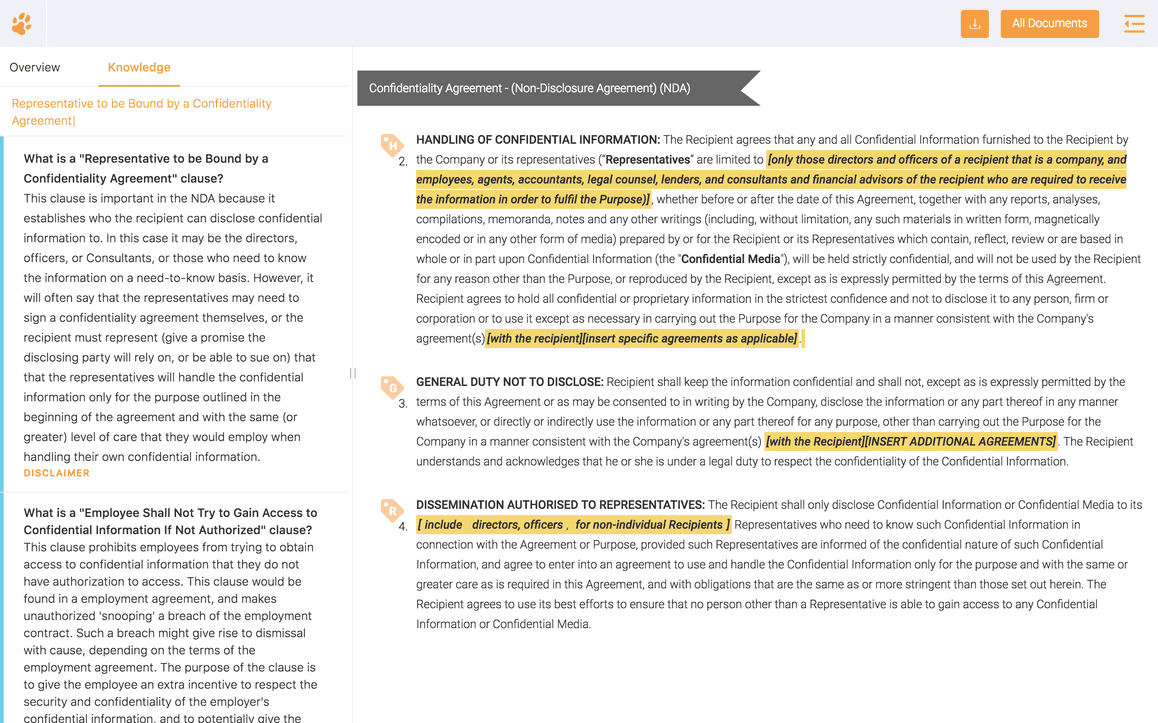 All Documents
Overview
Knowledge
Representative to be Bound by a Confidentiality
Agreement|
What is a "Representative to be Bound by a
Confidentiality Agreement" clause?
This clause is important in the NDA because it
establishes who the recipient can disclose confidential
information to. In this case it may be the directors,
officers, or Consultants, or those who need to know
the information on a need-to-know basis. However, it
will often say that the representatives may need to
sign a confidentiality agreement themselves, or the
recipient must represent (give a promise the
disclosing party will rely on, or be able to sue on) that
that the representatives will handle the confidential
information only for the purpose outlined in the
beginning of the agreement and with the same (or
greater) level of care that they would employ when
handling their own confidential information.
DISCLAIMER
What is a "Employee Shall Not Try to Gain Access to
Confidential Information If Not Authorized" clause?
This clause prohibits employees from trying to obtain
access to confidential information that they do not
have authorization to access. This clause would be
found in a employment agreement, and makes
unauthorized 'snooping' a breach of the employment
contract. Such a breach might give rise to dismissal
with cause, depending on the terms of the
employment agreement. The purpose of the clause is
to give the employee an extra incentive to respect the
security and confidentiality of the employer's
confidential information, and to potentially give the
Confidentiality Agreement - (Non-Disclosure Agreement) (NDA)
H
2.
HANDLING OF CONFIDENTIAL INFORMATION: The Recipient agrees that any and all Confidential Information furnished to the Recipient by
the Company or its representatives ("Representatives" are limited to [only those directors and officers of a recipient that is a company, and
employees, agents, accountants, legal counsel, lenders, and consultants and financial advisors of the recipient who are required to receive
the information in order to fulfil the Purpose)], whether before or after the date of this Agreement, together with any reports, analyses,
compilations, memoranda, notes and any other writings (including, without limitation, any such materials in written form, magnetically
encoded or in any other form of media) prepared by or for the Recipient or its Representatives which contain, reflect, review or are based in
whole or in part upon Confidential Information (the "Confidential Media"), will be held strictly confidential, and will not be used by the Recipient
for any reason other than the Purpose, or reproduced by the Recipient, except as is expressly permitted by the terms of this Agreement.
Recipient agrees to hold all confidential or proprietary information in the strictest confidence and not to disclose it to any person, firm or
corporation or to use it except as necessary in carrying out the Purpose for the Company in a manner consistent with the Company's
agreement(s) [with the recipient][insert specific agreements as applicable] .
G
3.
GENERAL DUTY NOT TO DISCLOSE: Recipient shall keep the information confidential and shall not, except as is expressly permitted by the
terms of this Agreement or as may be consented to in writing by the Company, disclose the information or any part thereof in any manner
whatsoever, or directly or indirectly use the information or any part thereof for any purpose, other than carrying out the Purpose for the
Company in a manner consistent with the Company's agreement(s) [with the Recipient][INSERT ADDITIONAL AGREEMENTS]. The Recipient
understands and acknowledges that he or she is under a legal duty to respect the confidentiality of the Confidential Information.
R
4.
DISSEMINATION AUTHORISED TO REPRESENTATIVES: The Recipient shall only disclose Confidential Information or Confidential Media to its
[ include directors, officers , for non-individual Recipients ] Representatives who need to know such Confidential Information in
connection with the Agreement or Purpose, provided such Representatives are informed of the confidential nature of such Confidential
Information, and agree to enter into an agreement to use and handle the Confidential Information only for the purpose and with the same or
greater care as is required in this Agreement, and with obligations that are the same as or more stringent than those set out herein. The
Recipient agrees to use its best efforts to ensure that no person other than a Representative is able to gain access to any Confidential
Information or Confidential Media.